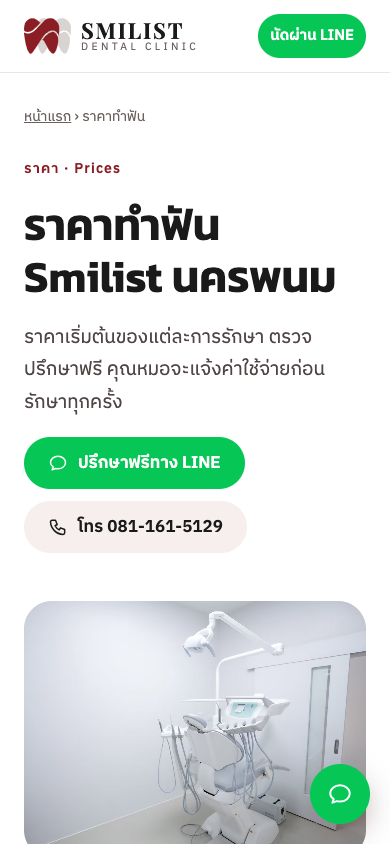 SMILIST
DENTAL CLINIC
นัดผ่าน LINE
หน้าแรก › ราคาทำฟัน
ราคา · Prices
ราคาทำฟัน
Smilist นครพนม
ราคาเริ่มต้นของแต่ละการรักษา ตรวจ
ปรึกษาฟรี คุณหมอจะแจ้งค่าใช้จ่ายก่อน
รักษาทุกครั้ง
ปรึกษาฟรีทาง LINE
โทร 081-161-5129